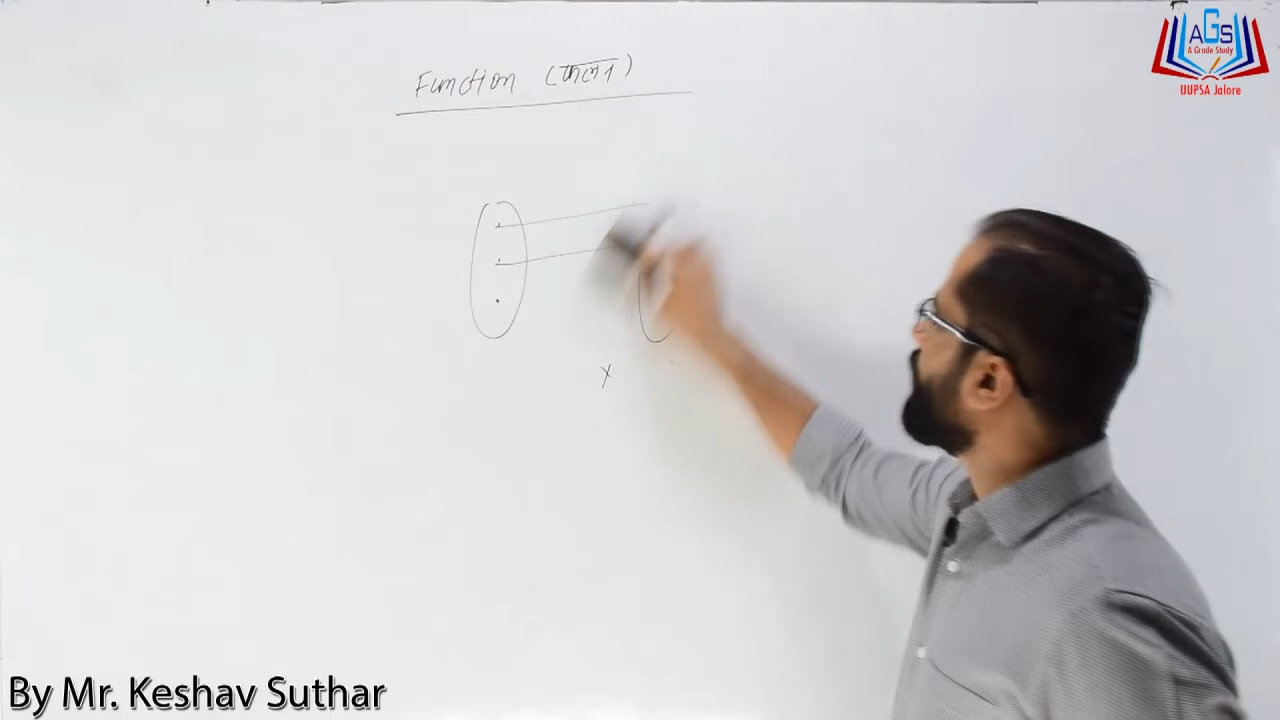 Function (फलन)
x
AGS
A Grade Study
UUPSA Jalore
By Mr. Keshav Suthar